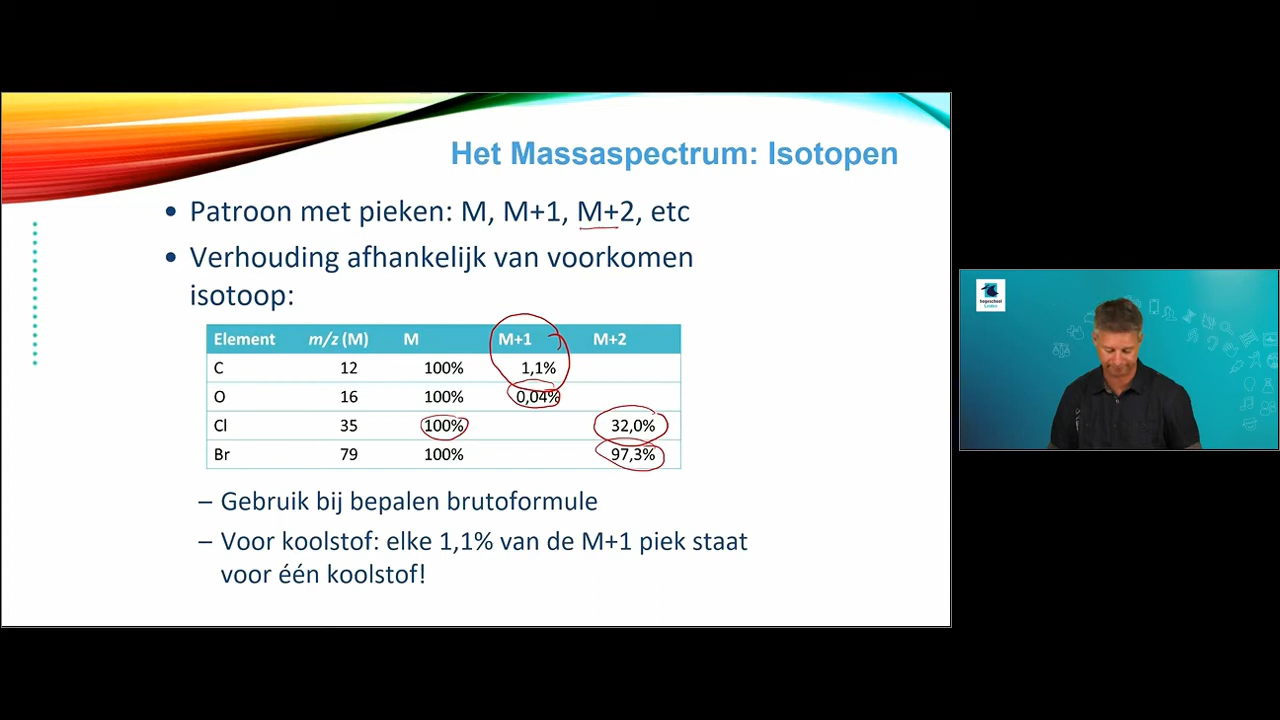 Het Massaspectrum: Isotopen
• Patroon met pieken: M, M+1, M+2, etc
• Verhouding afhankelijk van voorkomen
isotoop:
Element m/z (M) M M+1 M+2
C 12 100% 1,1%
O 16 100% 0,04%
Cl 35 100% 32,0%
Br 79 100% 97,3%
– Gebruik bij bepalen brutoformule
– Voor koolstof: elke 1,1% van de M+1 piek staat
voor één koolstof!
hogeschool
Leiden